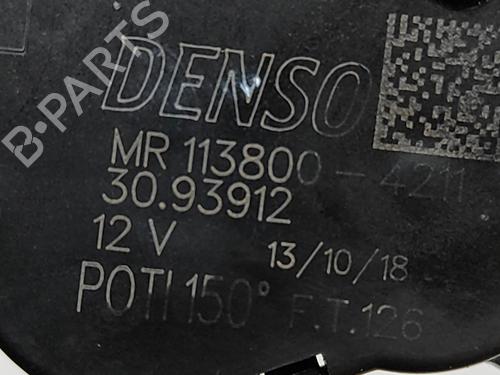 DENSO
MR 113800-4211
30.93912
12 V 13/10/18
POTI 150° F.T.126
B-PARTS